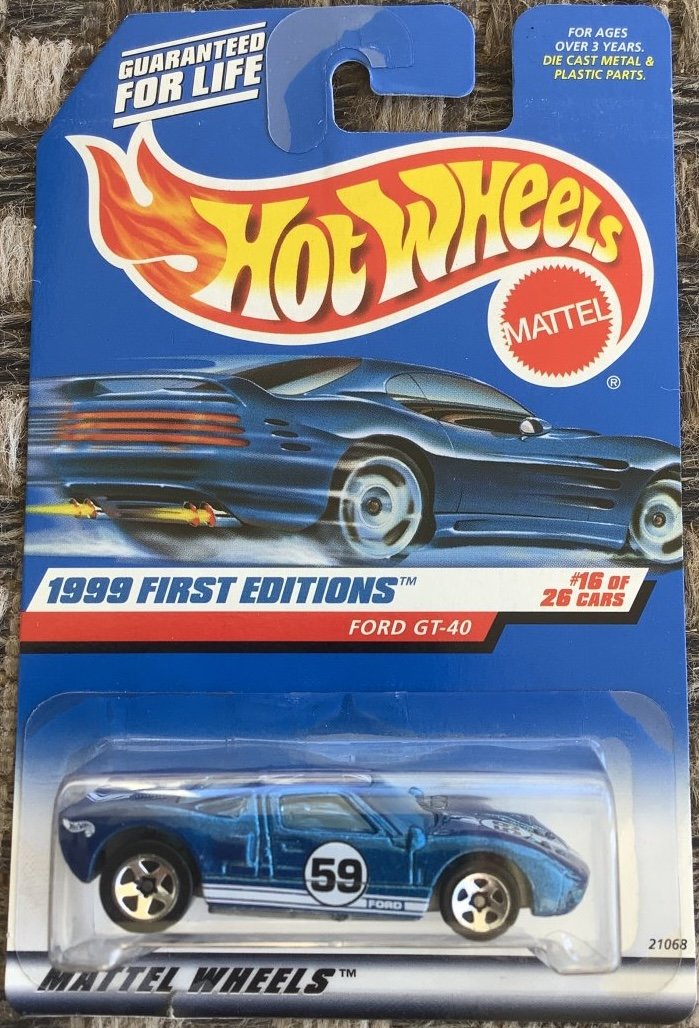 GUARANTEED
FOR LIFE
FOR AGES
OVER 3 YEARS.
DIE CAST METAL &
PLASTIC PARTS.
HOT WHEELS
MATTEL
®
1999 FIRST EDITIONS™
#16 OF
26 CARS
FORD GT-40
59
FORD
21068
MATTEL WHEELS™